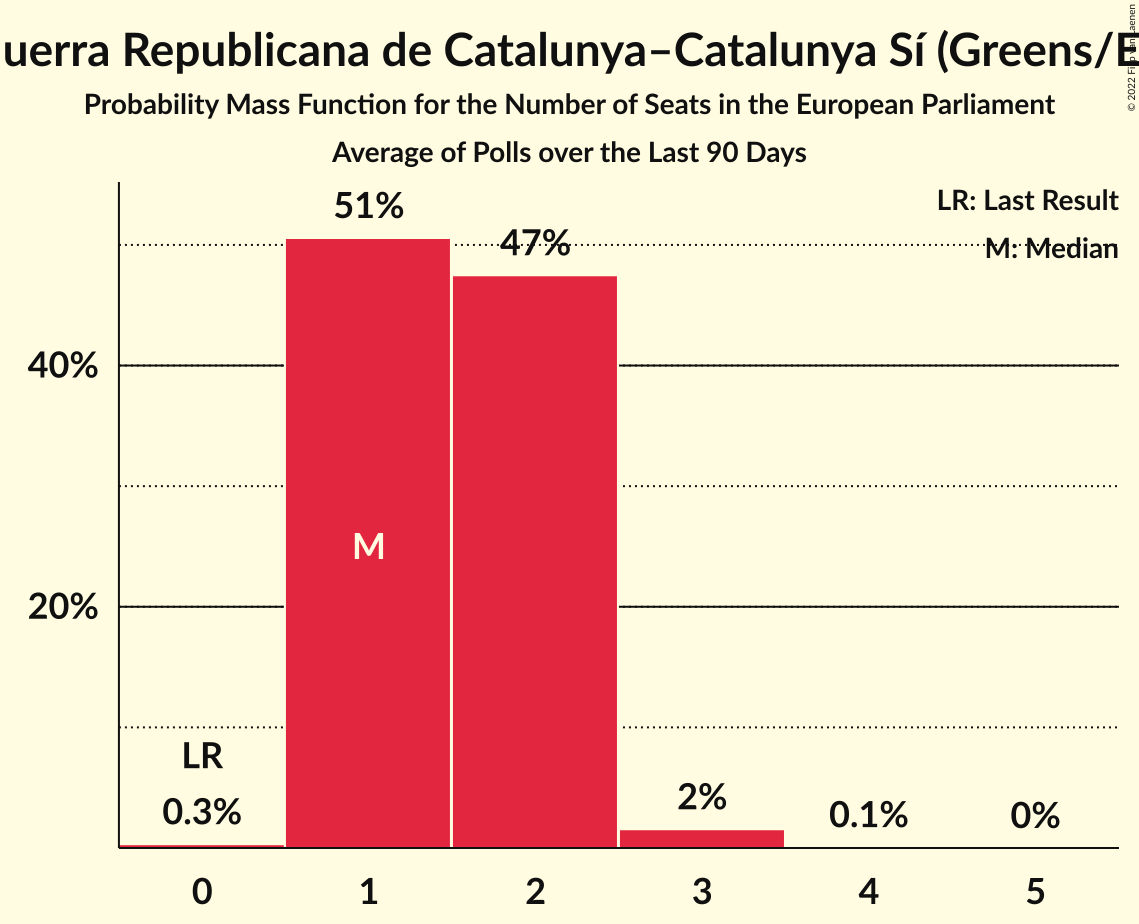 uerra Republicana de Catalunya–Catalunya Sí (Greens/E
Probability Mass Function for the Number of Seats in the European Parliament
Average of Polls over the Last 90 Days
© 2022 Filip van Laenen
LR: Last Result
M: Median
51%
47%
40%
M
20%
LR
0.3%
2%
0.1%
0%
0 1 2 3 4 5